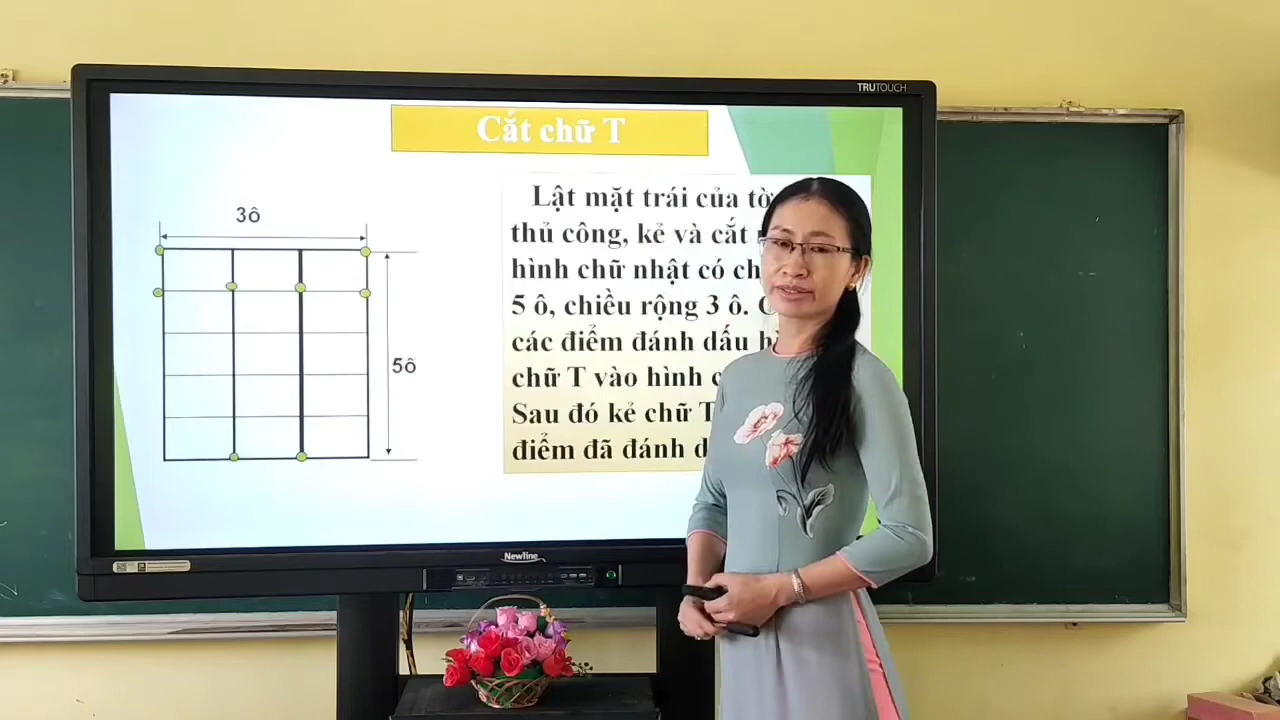 TRUTOUCH
Cắt chữ T
3ô
5ô
Lật mặt trái của tờ
thủ công, kẻ và cắt
hình chữ nhật có
5 ô, chiều rộng 3 ô.
các điểm đánh dấu
chữ T vào hình
Sau đó kẻ chữ T
điểm đã đánh
Newline